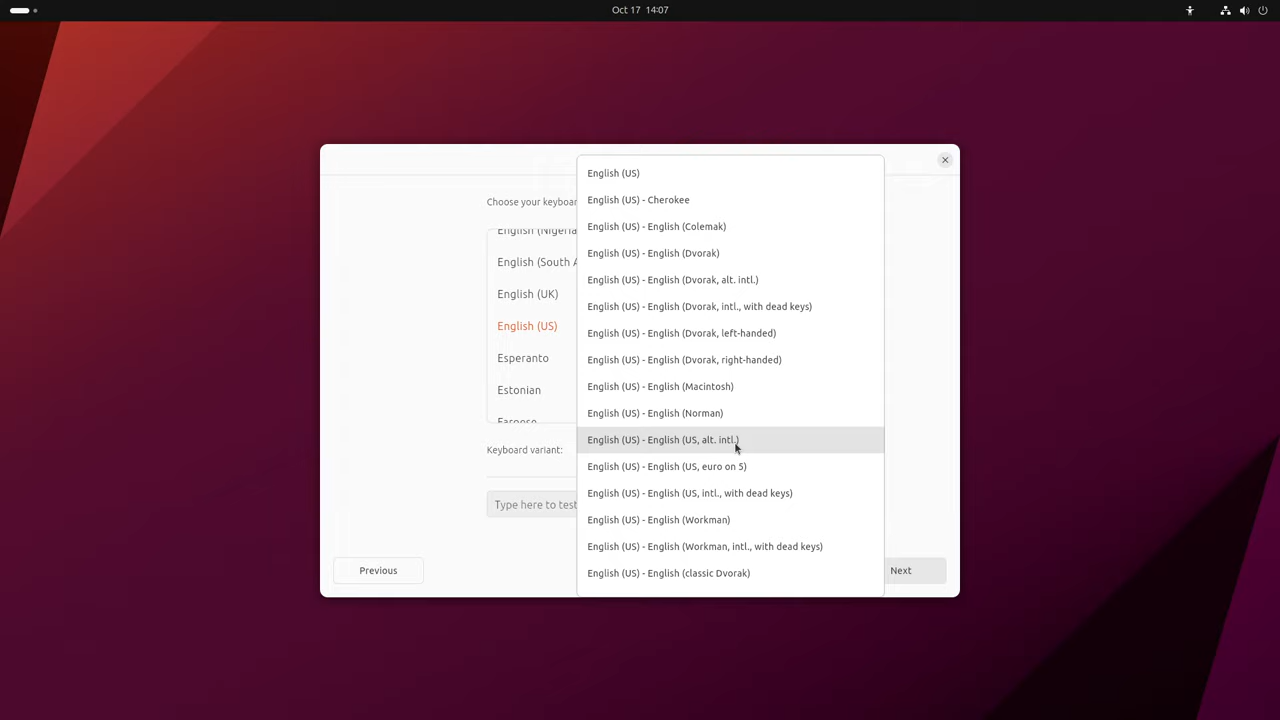 Oct 17 14:07
Choose your keyboar
English (Nigeria
English (South A
English (UK)
English (US)
Esperanto
Estonian
Faroese
Keyboard variant:
Type here to test
English (US)
English (US) - Cherokee
English (US) - English (Colemak)
English (US) - English (Dvorak)
English (US) - English (Dvorak, alt. intl.)
English (US) - English (Dvorak, intl., with dead keys)
English (US) - English (Dvorak, left-handed)
English (US) - English (Dvorak, right-handed)
English (US) - English (Macintosh)
English (US) - English (Norman)
English (US) - English (US, alt. intl.)
English (US) - English (US, euro on 5)
English (US) - English (US, intl., with dead keys)
English (US) - English (Workman)
English (US) - English (Workman, intl., with dead keys)
English (US) - English (classic Dvorak)
Previous
Next